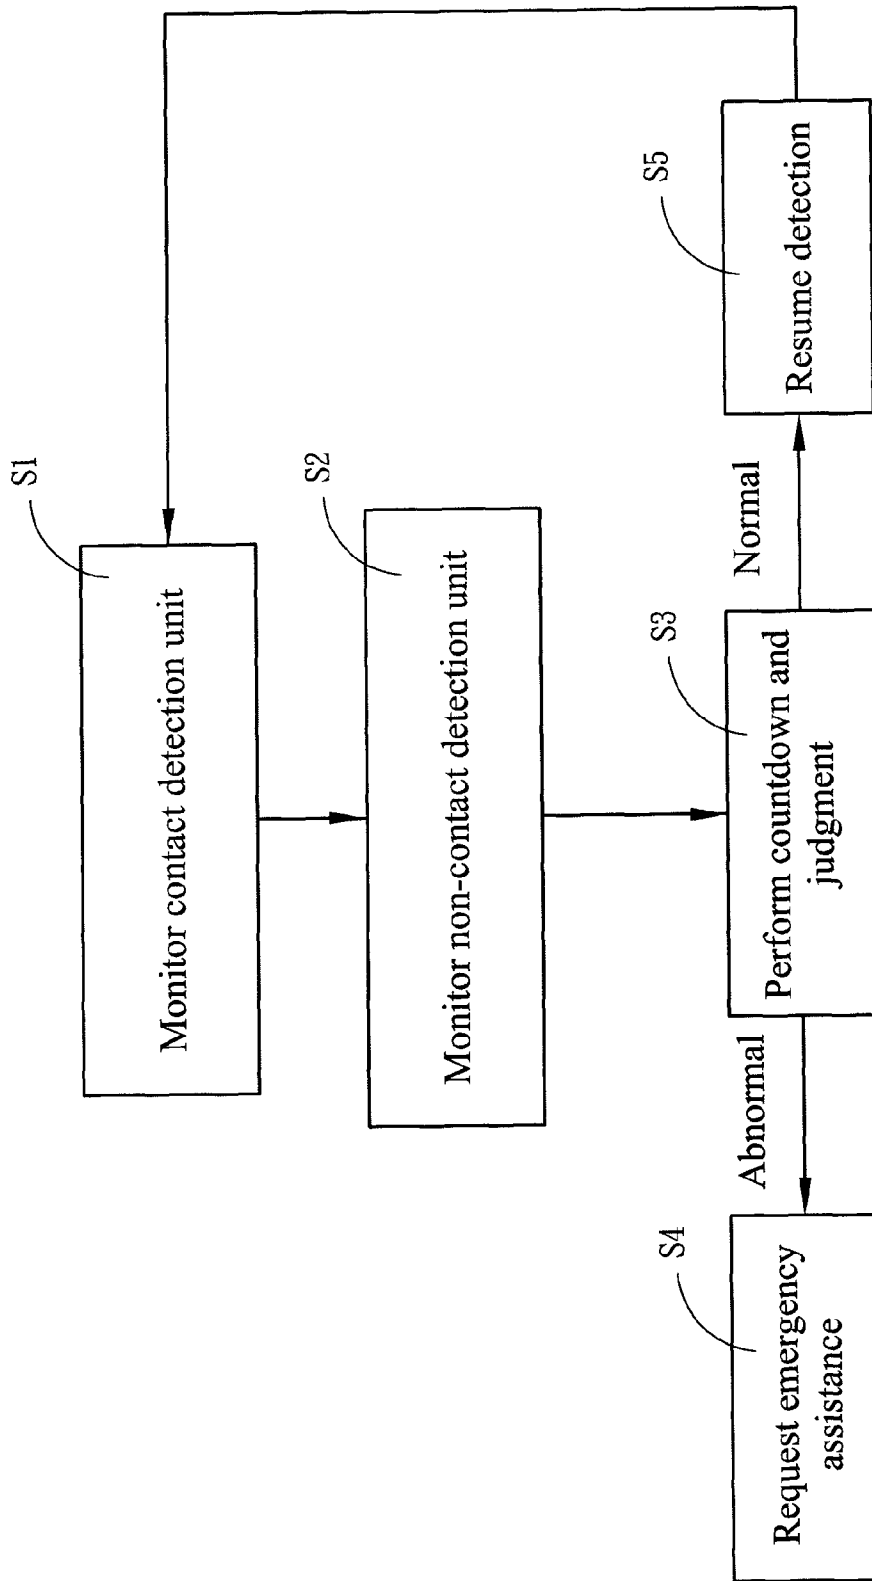 S1
Monitor contact detection unit
S2
Monitor non-contact detection unit
S3
Perform countdown and
judgment
Abnormal
Normal
S4
Request emergency
assistance
S5
Resume detection